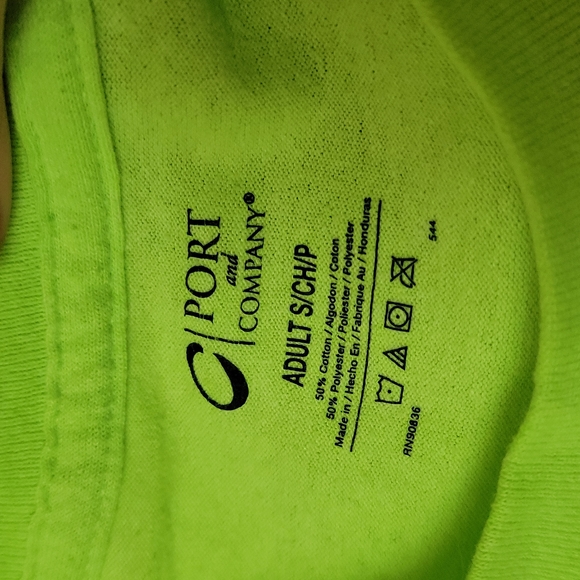 PORT
and
COMPANY®
ADULT S/CH/P
50% Cotton / Algodon / Coton
50% Polyester / Poliester / Polyester
Made in / Hecho En / Fabrique Au / Honduras
RN90836
544